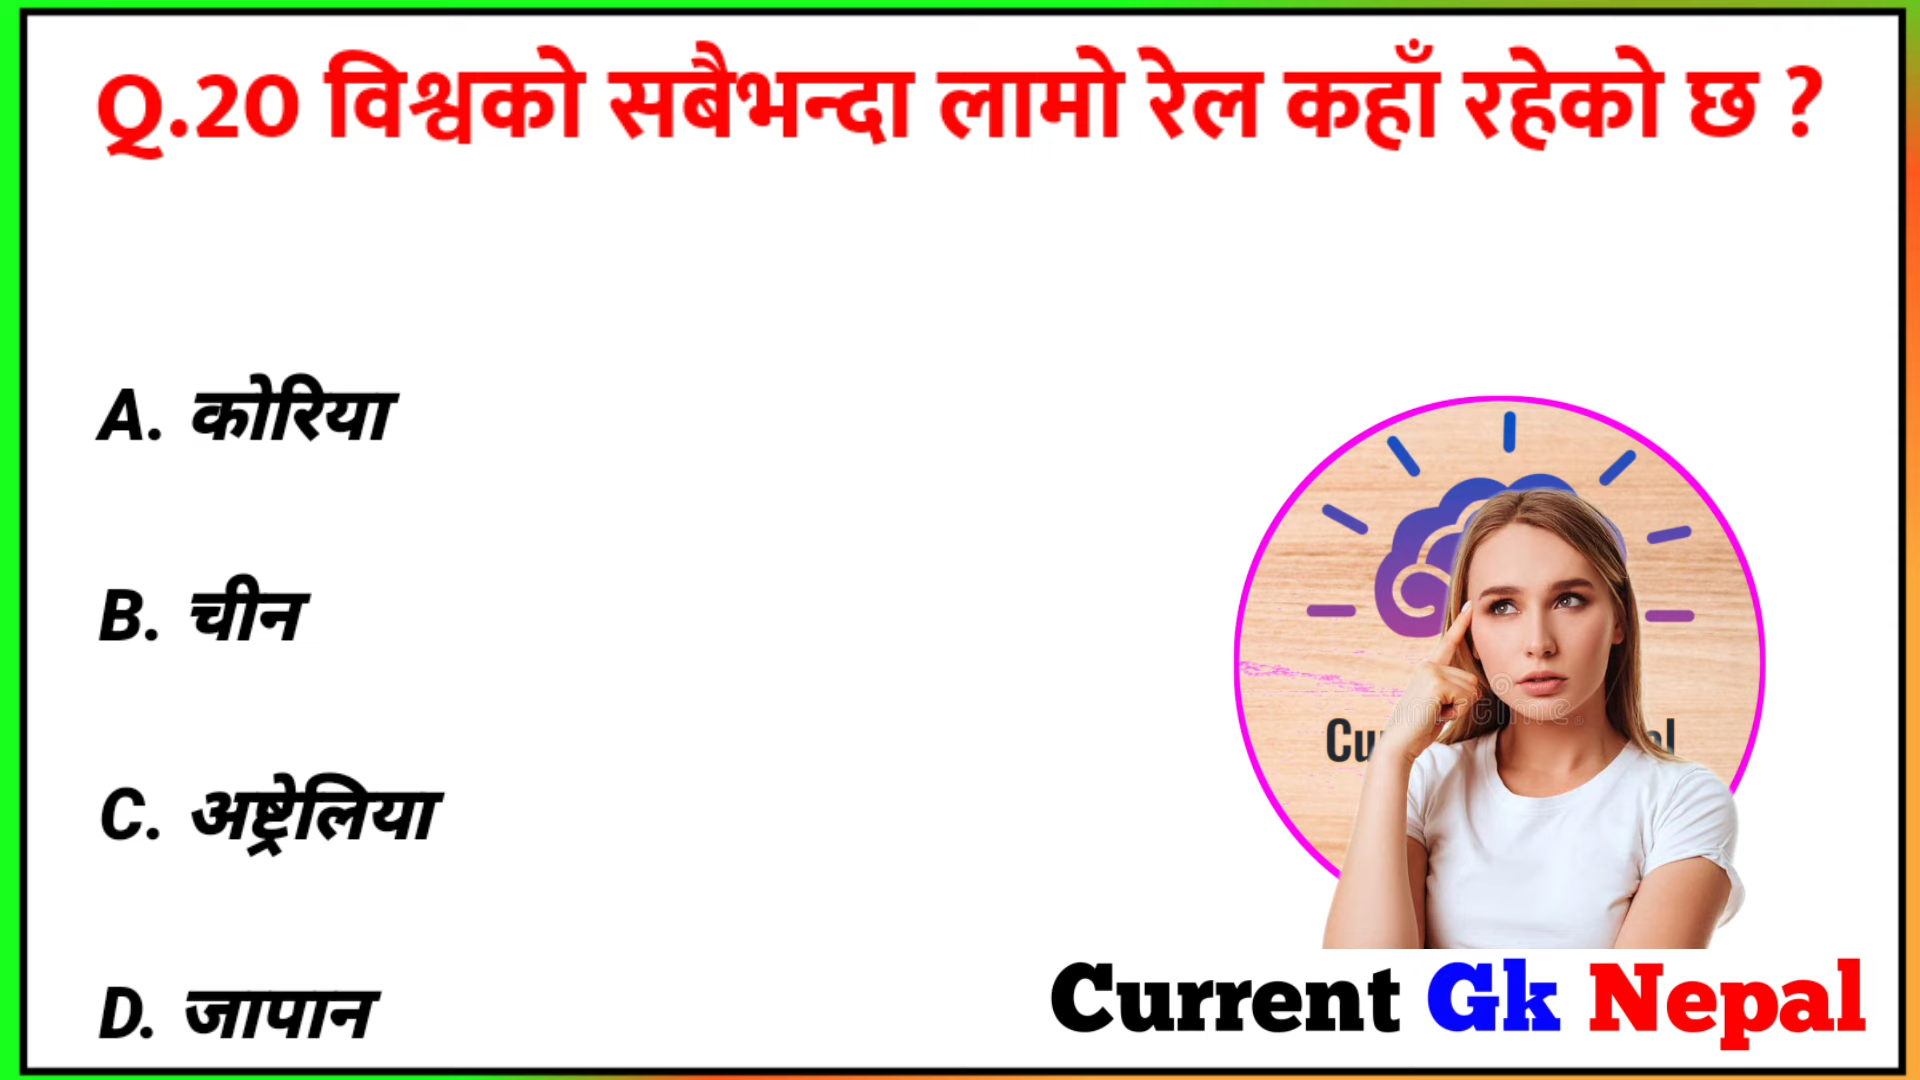 Q.20 विश्वको सबैभन्दा लामो रेल कहाँ रहेको छ ?
A. कोरिया
B. चीन
C. अष्ट्रेलिया
D. जापान
Current Gk Nepal